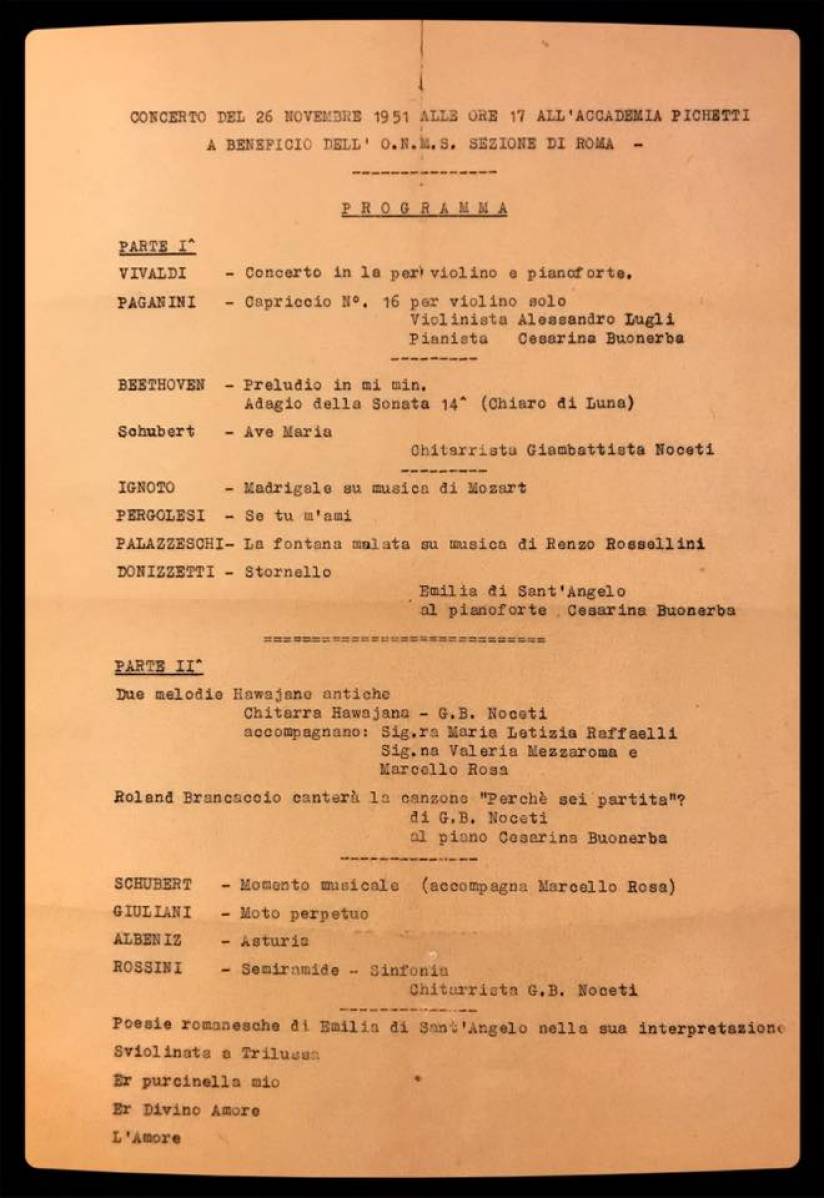 CONCERTO DEL 26 NOVEMBRE 1951 ALLE ORE 17 ALL'ACCADEMIA PICHETTI
A BENEFICIO DELL' O.N.M.S. SEZIONE DI ROMA -
P R O G R A M M A
PARTE I^
VIVALDI - Concerto in la per violino e pianoforte.
PAGANINI - Capriccio N°. 16 per violino solo
Violinista Alessandro Lugli
Pianista Cesarina Buonerba
BEETHOVEN - Preludio in mi min.
Adagio della Sonata 14^ (Chiaro di Luna)
Schubert - Ave Maria
Chitarrista Giambattista Noceti
IGNOTO - Madrigale su musica di Mozart
PERGOLESI - Se tu m'ami
PALAZZESCHI- La fontana malata su musica di Renzo Rossellini
DONIZZETTI - Stornello
Emilia di Sant'Angelo
al pianoforte Cesarina Buonerba
PARTE II^
Due melodie Hawajane antiche
Chitarra Hawajana - G.B. Noceti
accompagnano: Sig.ra Maria Letizia Raffaelli
Sig.na Valeria Mezzaroma e
Marcello Rosa
Roland Brancaccio canterà la canzone "Perchè sei partita"?
di G.B. Noceti
al piano Cesarina Buonerba
SCHUBERT - Momento musicale (accompagna Marcello Rosa)
GIULIANI - Moto perpetuo
ALBENIZ - Asturia
ROSSINI - Semiramide - Sinfonia
Chitarrista G.B. Noceti
Poesie romanesche di Emilia di Sant'Angelo nella sua interpretazione
Sviolinata a Trilussa
Er purcinella mio
Er Divino Amore
L'Amore